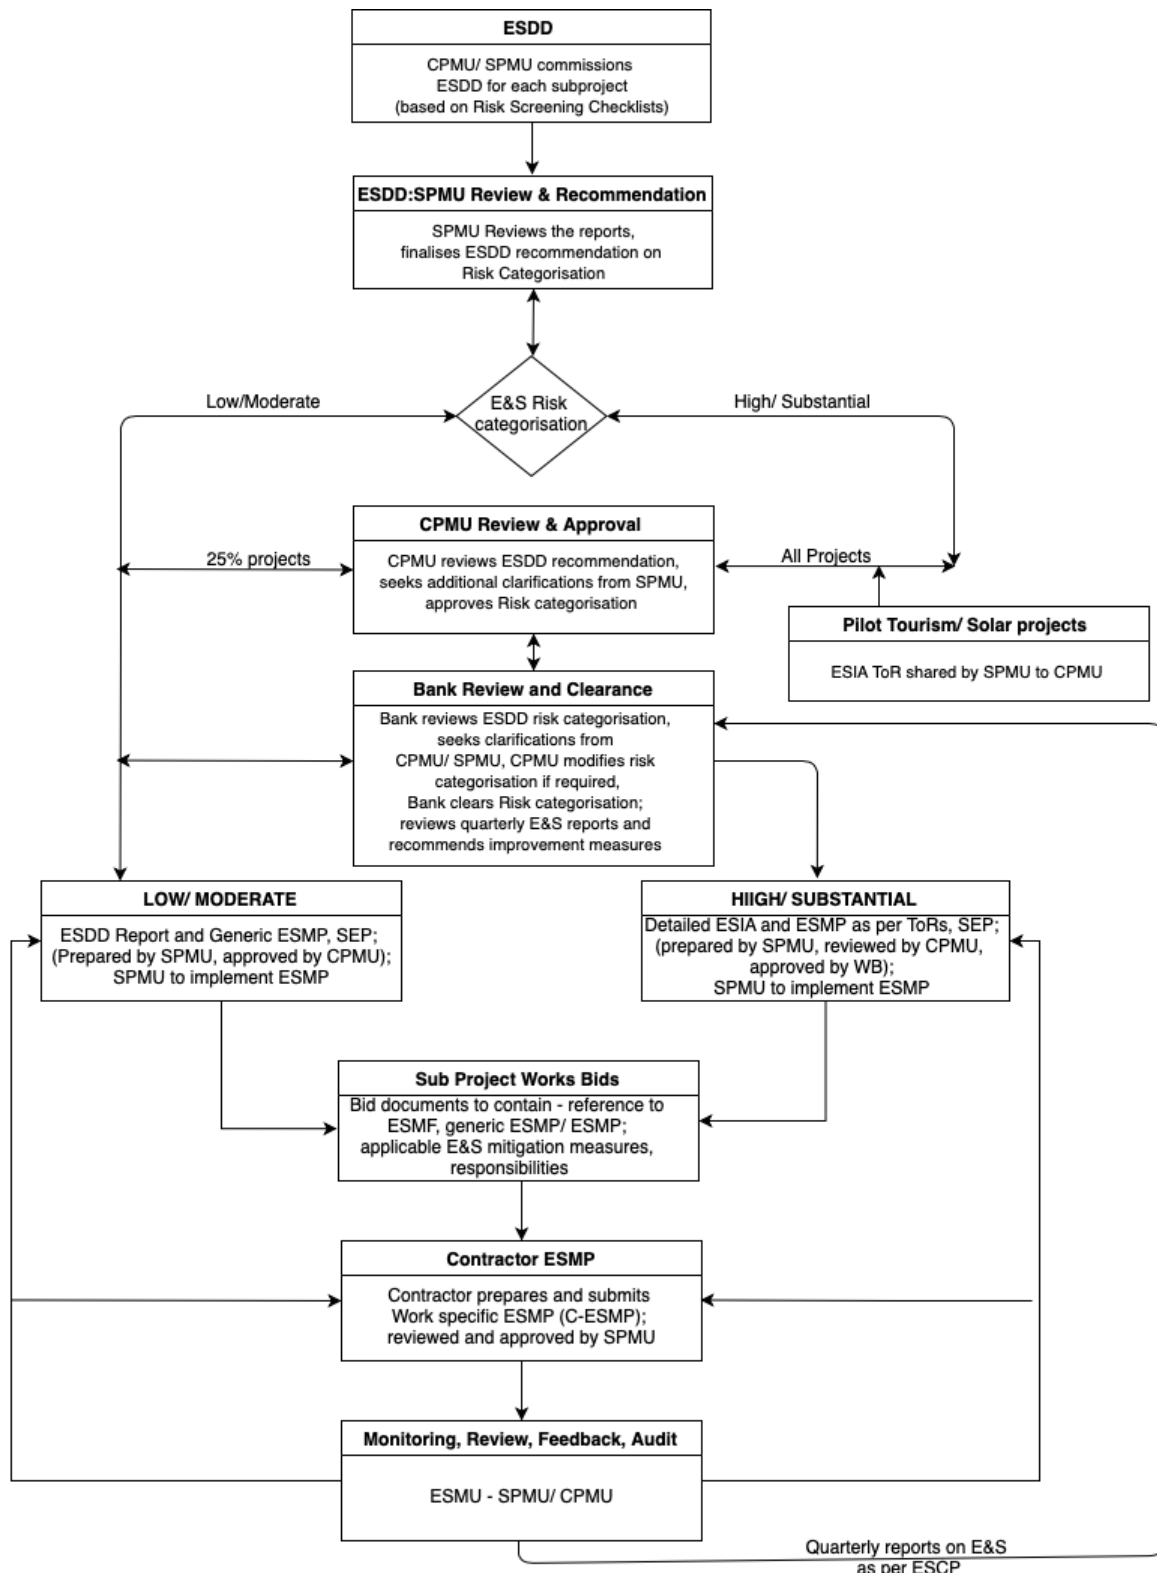 ESDD
CPMU/ SPMU commissions
ESDD for each subproject
(based on Risk Screening Checklists)
ESDD:SPMU Review & Recommendation
SPMU Reviews the reports,
finalises ESDD recommendation on
Risk Categorisation
Low/Moderate
E&S Risk
categorisation
High/ Substantial
CPMU Review & Approval
25% projects
CPMU reviews ESDD recommendation,
seeks additional clarifications from SPMU,
approves Risk categorisation
All Projects
Pilot Tourism/ Solar projects
ESIA ToR shared by SPMU to CPMU
Bank Review and Clearance
Bank reviews ESDD risk categorisation,
seeks clarifications from
CPMU/ SPMU, CPMU modifies risk
categorisation if required,
Bank clears Risk categorisation;
reviews quarterly E&S reports and
recommends improvement measures
LOW/ MODERATE
ESDD Report and Generic ESMP, SEP;
(Prepared by SPMU, approved by CPMU);
SPMU to implement ESMP
HIIGH/ SUBSTANTIAL
Detailed ESIA and ESMP as per ToRs, SEP;
(prepared by SPMU, reviewed by CPMU,
approved by WB);
SPMU to implement ESMP
Sub Project Works Bids
Bid documents to contain - reference to
ESMF, generic ESMP/ ESMP;
applicable E&S mitigation measures,
responsibilities
Contractor ESMP
Contractor prepares and submits
Work specific ESMP (C-ESMP);
reviewed and approved by SPMU
Monitoring, Review, Feedback, Audit
ESMU - SPMU/ CPMU
Quarterly reports on E&S
as per ESCP